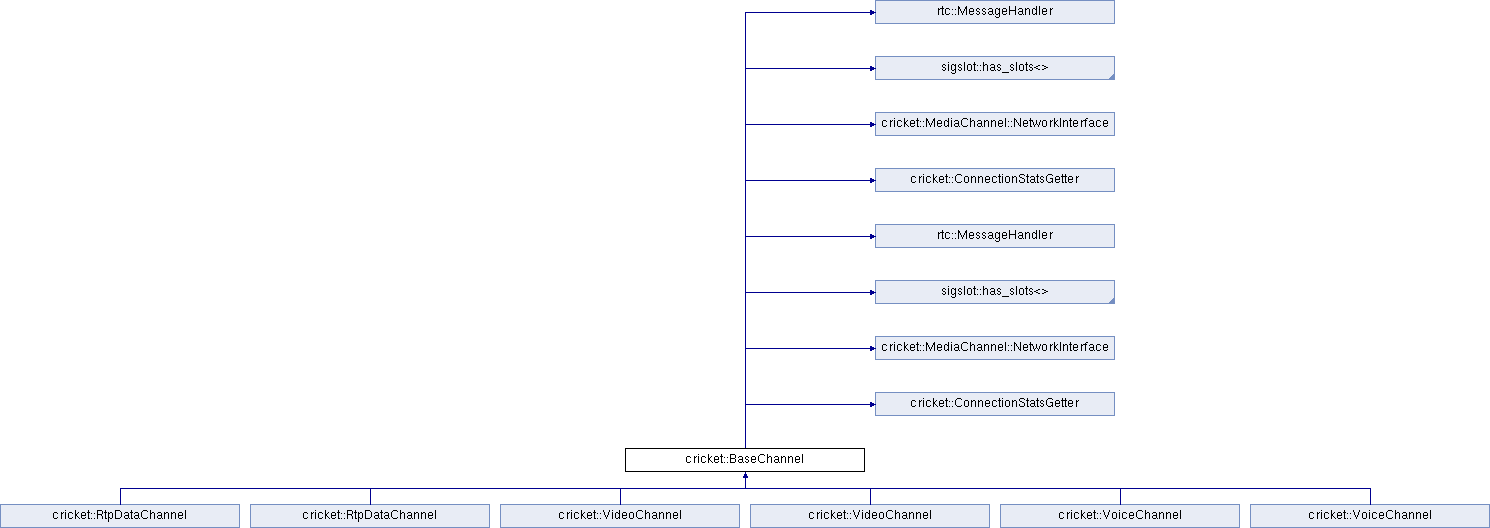 rtc::MessageHandler
sigslot::has_slots<>
cricket::MediaChannel::NetworkInterface
cricket::ConnectionStatsGetter
rtc::MessageHandler
sigslot::has_slots<>
cricket::MediaChannel::NetworkInterface
cricket::ConnectionStatsGetter
cricket::BaseChannel
cricket::RtpDataChannel cricket::RtpDataChannel cricket::VideoChannel cricket::VideoChannel cricket::VoiceChannel cricket::VoiceChannel